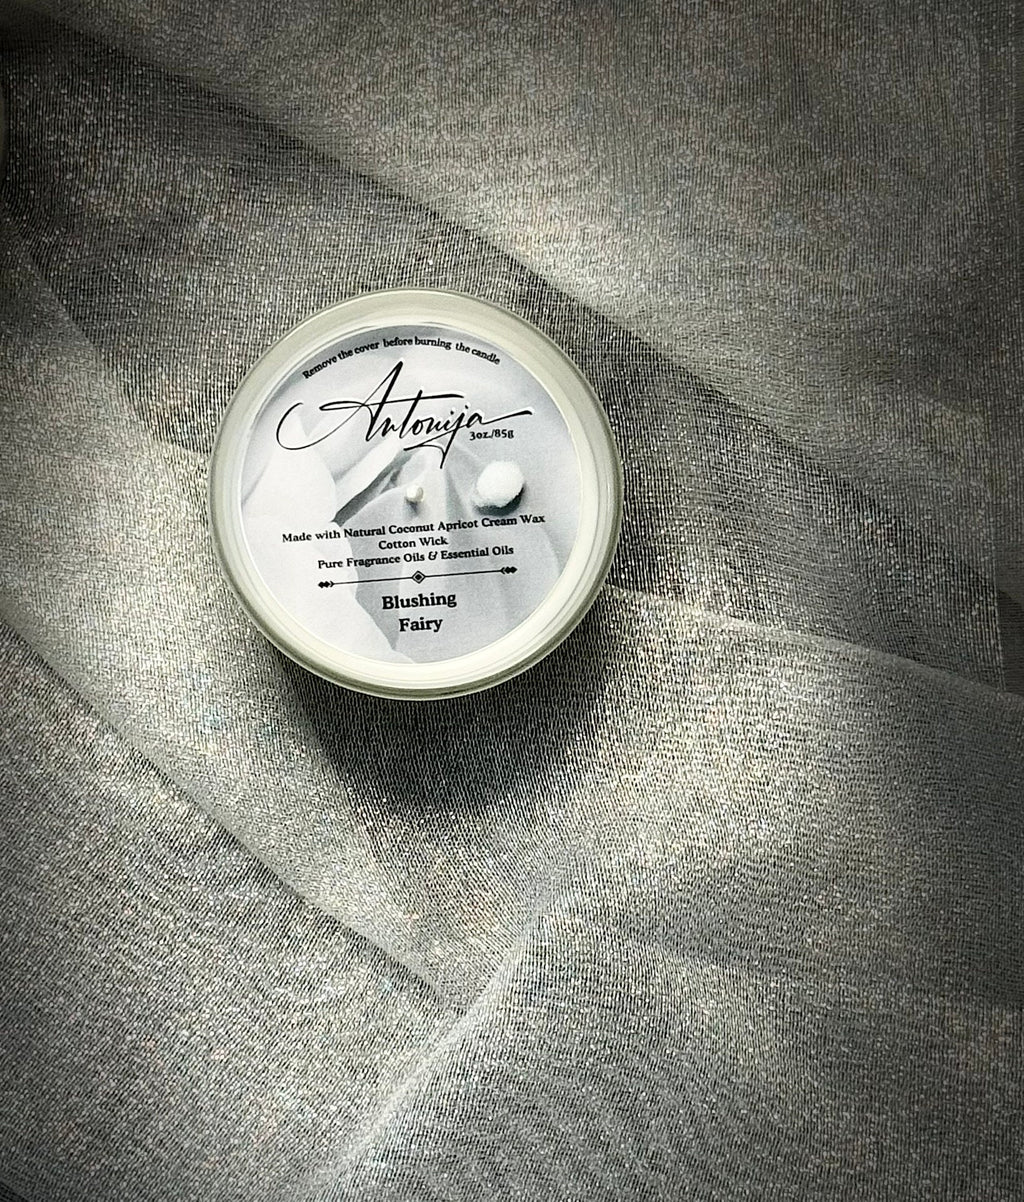 Remove the cover before burning the candle
Antonija
3oz./85g
Made with Natural Coconut Apricot Cream Wax
Cotton Wick
Pure Fragrance Oils & Essential Oils
Blushing
Fairy